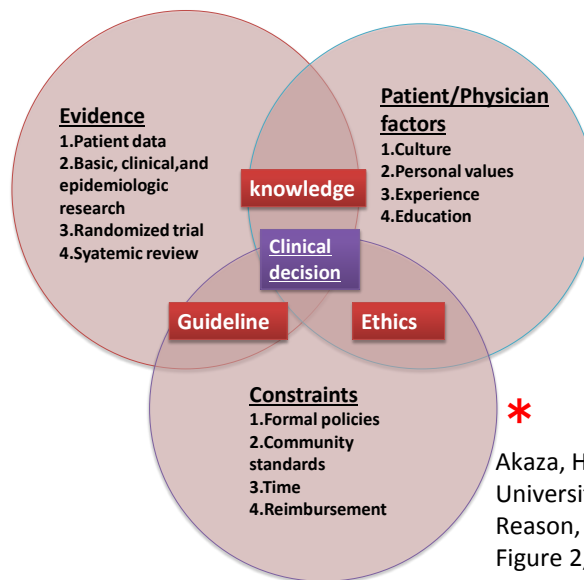 Evidence
1.Patient data
2.Basic, clinical,and
epidemiologic
research
3.Randomized trial
4.Systemic review
Patient/Physician
factors
1.Culture
2.Personal values
3.Experience
4.Education
knowledge
Clinical
decision
Guideline
Ethics
Constraints
1.Formal policies
2.Community
standards
3.Time
4.Reimbursement
*
Akaza, H
Universit
Reason,
Figure 2,